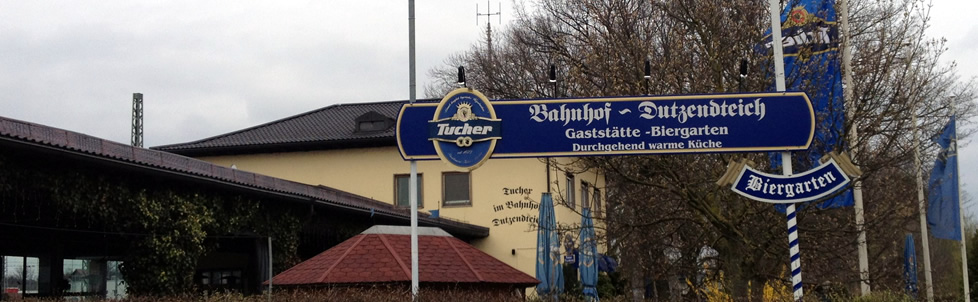 Bahnhof ~ Dutzendteich
Tucher
Gaststätte -Biergarten
Durchgehend warme Küche
Biergarten
Tucher
im Bahnhof
Dutzendteich